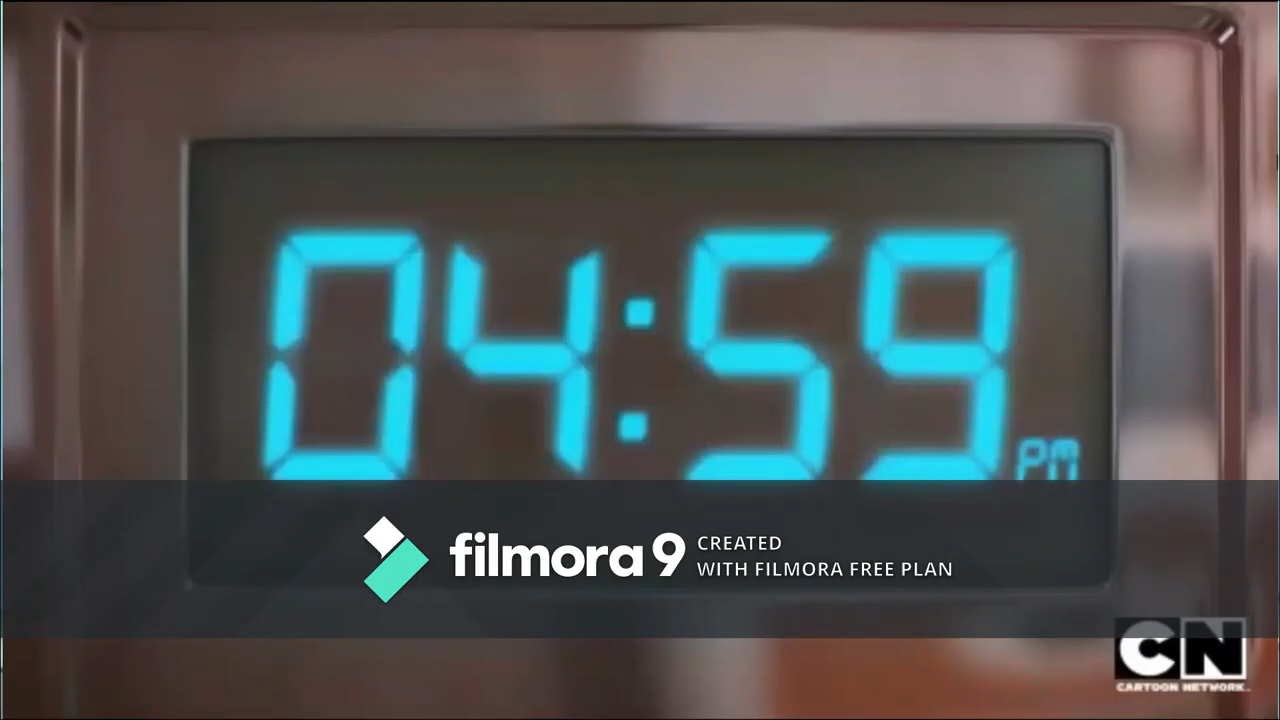 04:59
PM
filmora 9
CREATED
WITH FILMORA FREE PLAN
CN
CARTOON NETWORK